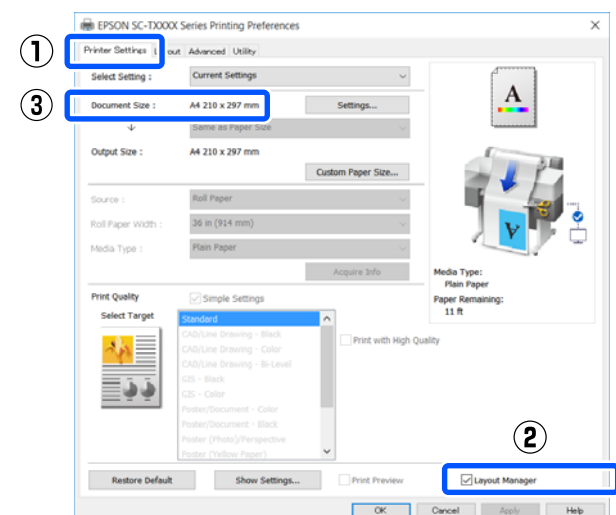 EPSON SC-TXXXX Series Printing Preferences
1
Printer Settings Layout Advanced Utility
Select Setting : Current Settings
3
Document Size : A4 210 x 297 mm Settings...
Same as Paper Size
Output Size : A4 210 x 297 mm
Custom Paper Size...
Source : Roll Paper
Roll Paper Width : 36 in (914 mm)
Media Type : Plain Paper
Acquire Info
A
A
Media Type:
Plain Paper
Paper Remaining:
11 ft
Print Quality Simple Settings
Select Target
Standard
CAD/Line Drawing - Black
CAD/Line Drawing - Color
CAD/Line Drawing - Bi-Level
GIS - Black
GIS - Color
Poster/Document - Color
Poster/Document - Black
Poster (Photo)/Perspective
Poster (Yellow Paper)
Print with High Quality
2
Restore Default Show Settings... Print Preview Layout Manager
OK Cancel Apply Help